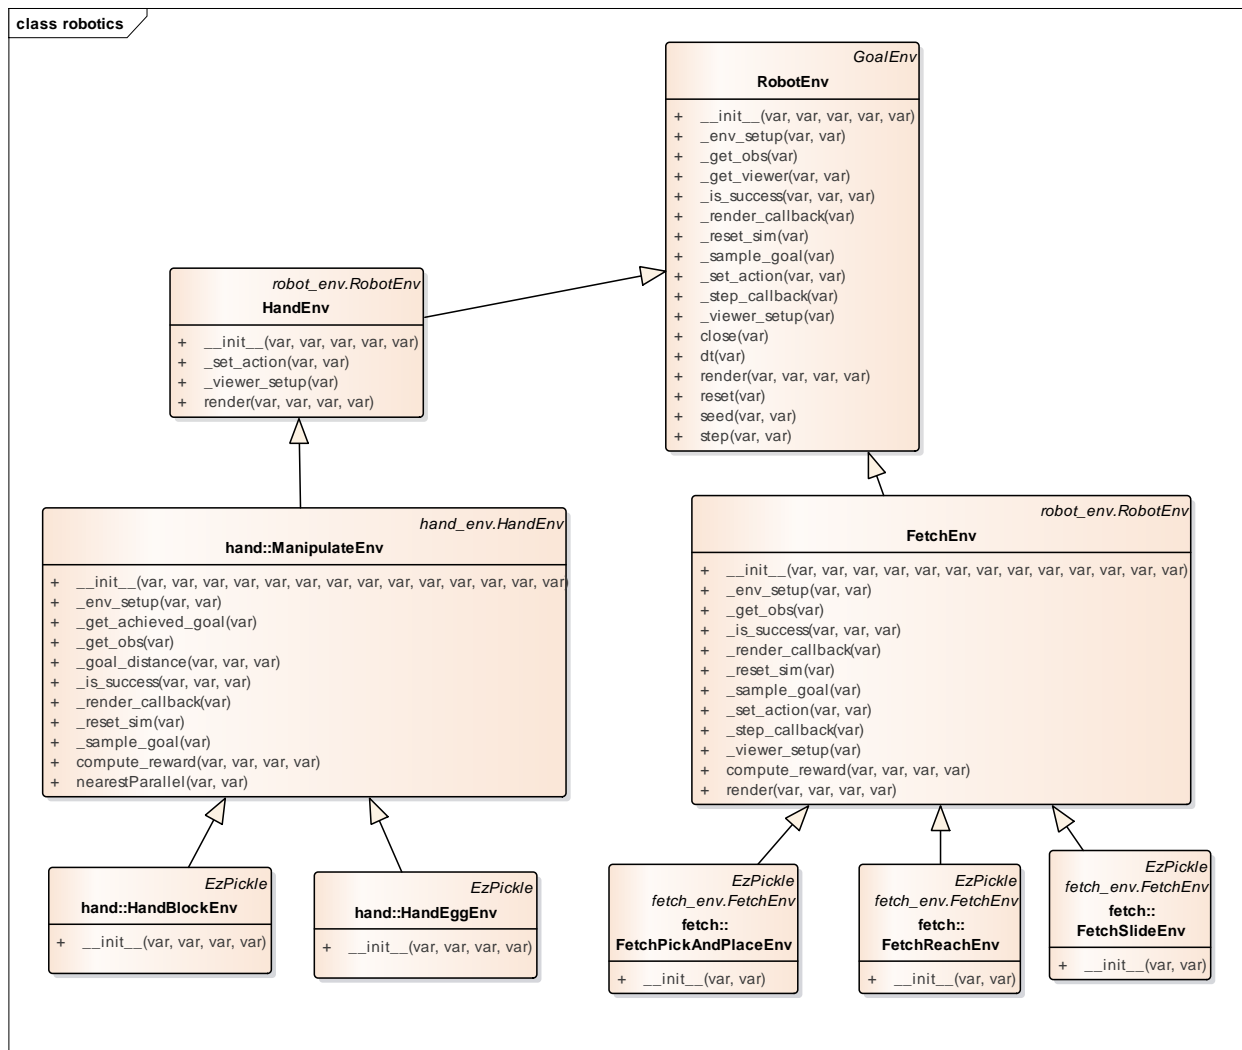 class robotics
GoalEnv
RobotEnv
+ __init__(var, var, var, var, var)
+ _env_setup(var, var)
+ _get_obs(var)
+ _get_viewer(var, var)
+ _is_success(var, var, var)
+ _render_callback(var)
+ _reset_sim(var)
+ _sample_goal(var)
+ _set_action(var, var)
+ _step_callback(var)
+ _viewer_setup(var)
+ close(var)
+ dt(var)
+ render(var, var, var, var)
+ reset(var)
+ seed(var, var)
+ step(var, var)
robot_env.RobotEnv
HandEnv
+ __init__(var, var, var, var, var)
+ _set_action(var, var)
+ _viewer_setup(var)
+ render(var, var, var, var)
hand_env.HandEnv
hand::ManipulateEnv
+ __init__(var, var, var, var, var, var, var, var, var, var, var, var, var, var)
+ _env_setup(var, var)
+ _get_achieved_goal(var)
+ _get_obs(var)
+ _goal_distance(var, var, var)
+ _is_success(var, var, var)
+ _render_callback(var)
+ _reset_sim(var)
+ _sample_goal(var)
+ compute_reward(var, var, var, var)
+ nearestParallel(var, var)
robot_env.RobotEnv
FetchEnv
+ __init__(var, var, var, var, var, var, var, var, var, var, var, var, var)
+ _env_setup(var, var)
+ _get_obs(var)
+ _is_success(var, var, var)
+ _render_callback(var)
+ _reset_sim(var)
+ _sample_goal(var)
+ _set_action(var, var)
+ _step_callback(var)
+ _viewer_setup(var)
+ compute_reward(var, var, var, var)
+ render(var, var, var, var)
EzPickle
hand::HandBlockEnv
+ __init__(var, var, var, var)
EzPickle
hand::HandEggEnv
+ __init__(var, var, var, var)
EzPickle
fetch_env.FetchEnv
fetch::
FetchPickAndPlaceEnv
+ __init__(var, var)
EzPickle
fetch_env.FetchEnv
fetch::
FetchReachEnv
+ __init__(var, var)
EzPickle
fetch_env.FetchEnv
fetch::
FetchSlideEnv
+ __init__(var, var)